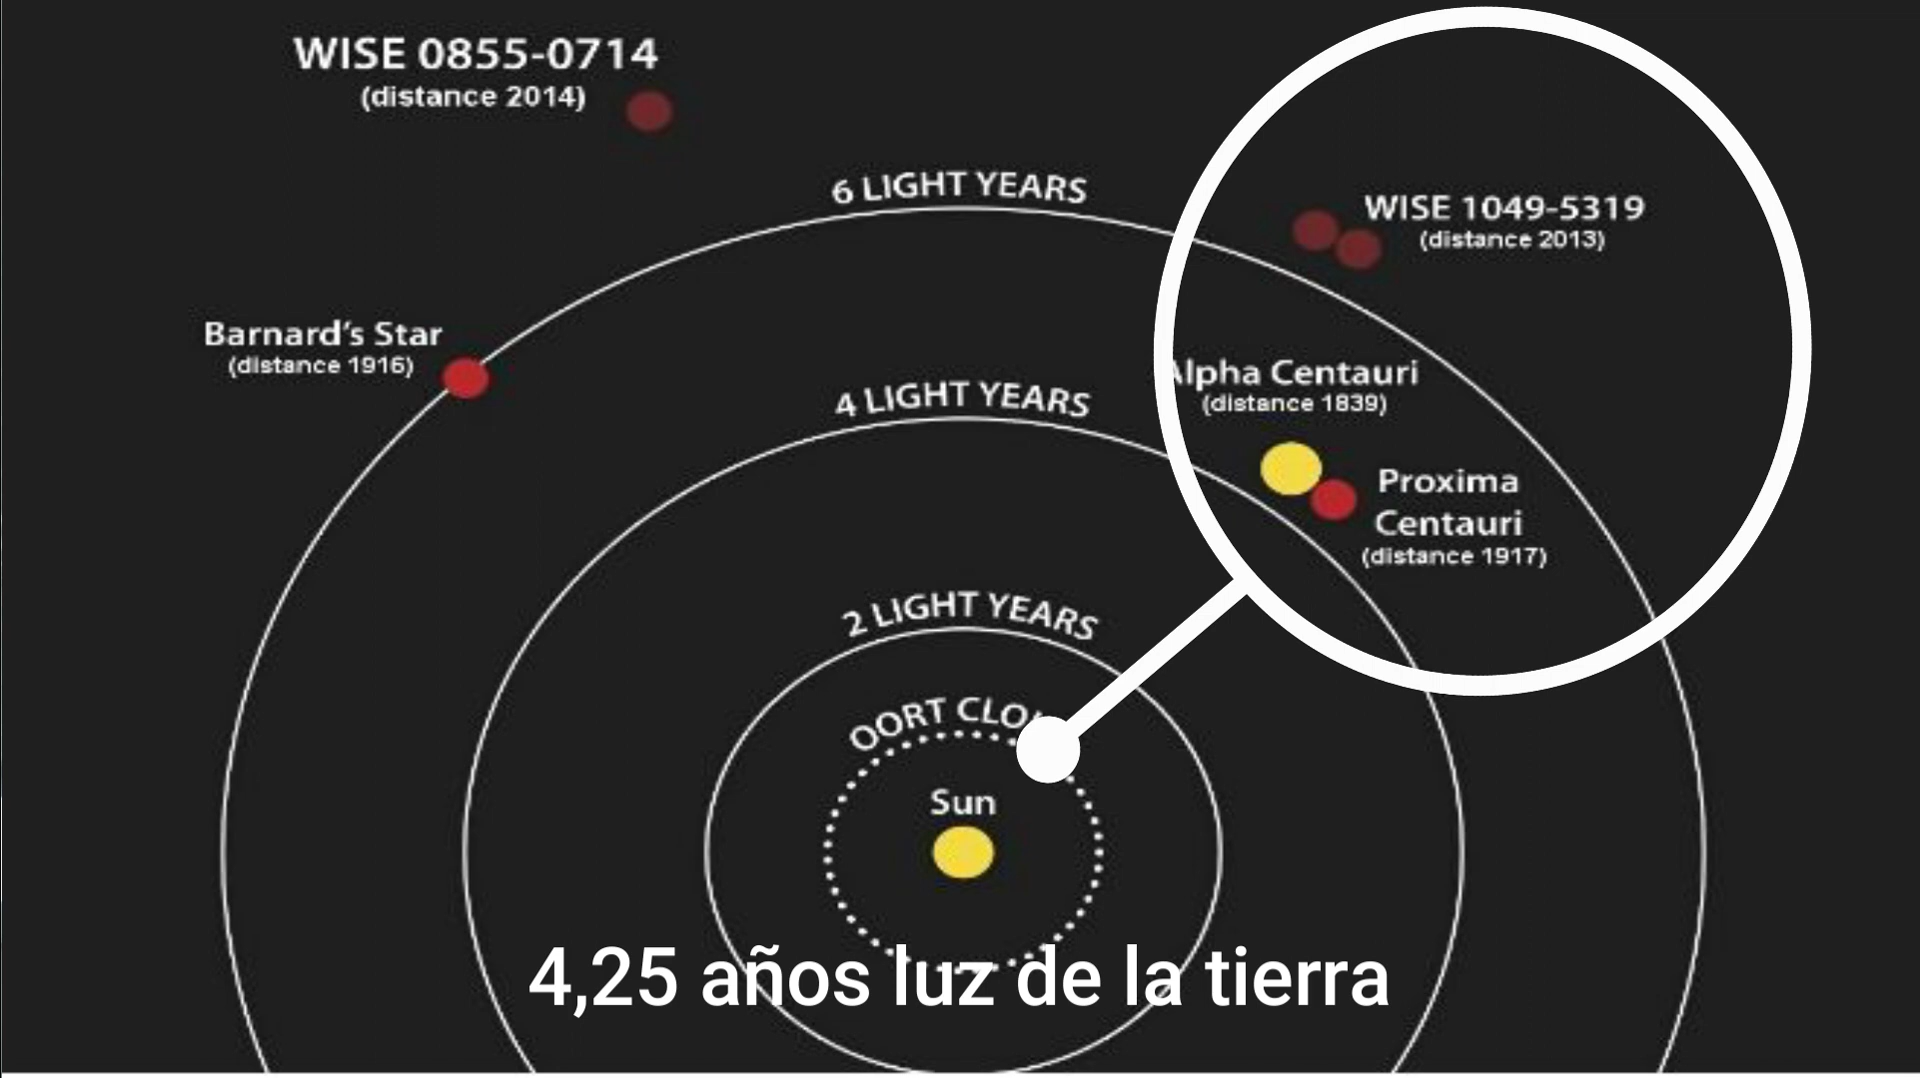 WISE 0855-0714
(distance 2014)
6 LIGHT YEARS
WISE 1049-5319
(distance 2013)
Barnard's Star
(distance 1916)
Alpha Centauri
(distance 1839)
4 LIGHT YEARS
Proxima
Centauri
(distance 1917)
2 LIGHT YEARS
OORT
Sun
4,25 años luz de la tierra